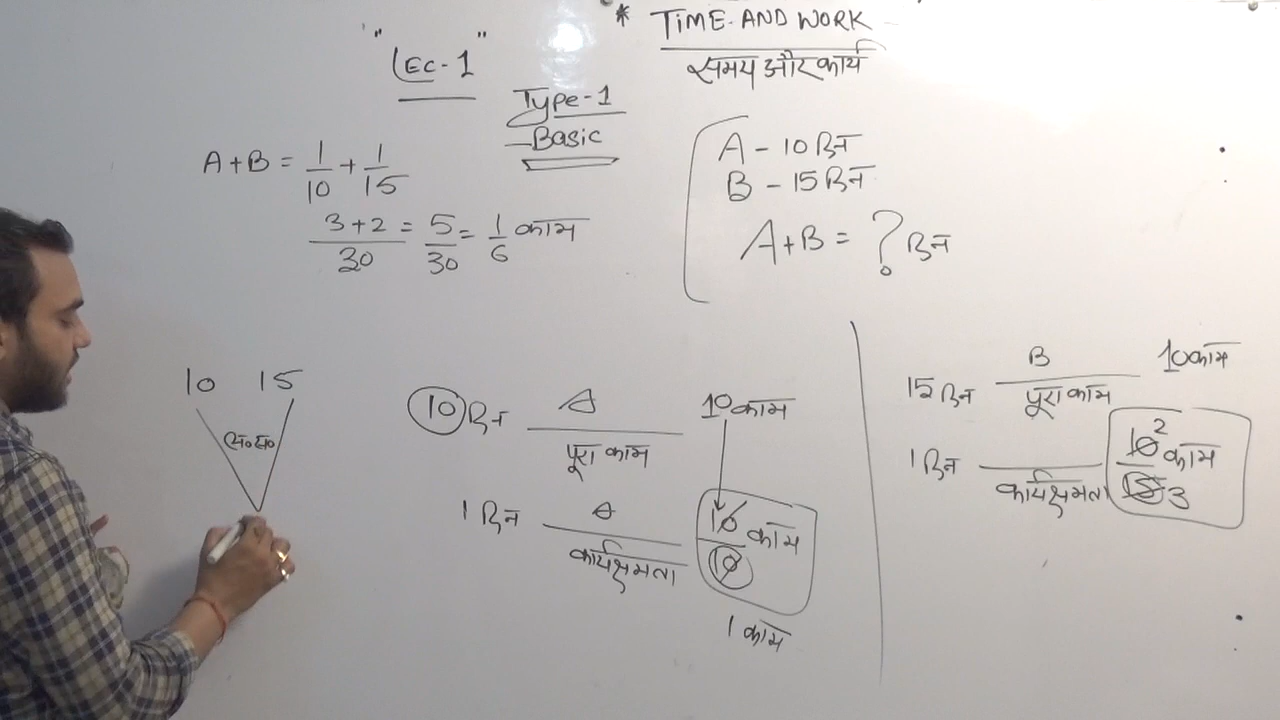 * TIME AND WORK
समय और कार्य
"LEC-1"
Type-1
Basic
A+B = 1/10 + 1/15
3+2/30 = 5/30 = 1/6 काम
A - 10 दिन
B - 15 दिन
A+B = ? दिन
10 15
ल०स०
10 दिन A 10 काम
पूरा काम
1 दिन A 10/10 काम
कार्यक्षमता
1 काम
15 दिन B 10 काम
पूरा काम
1 दिन 10 2/15 3 काम
कार्यक्षमता